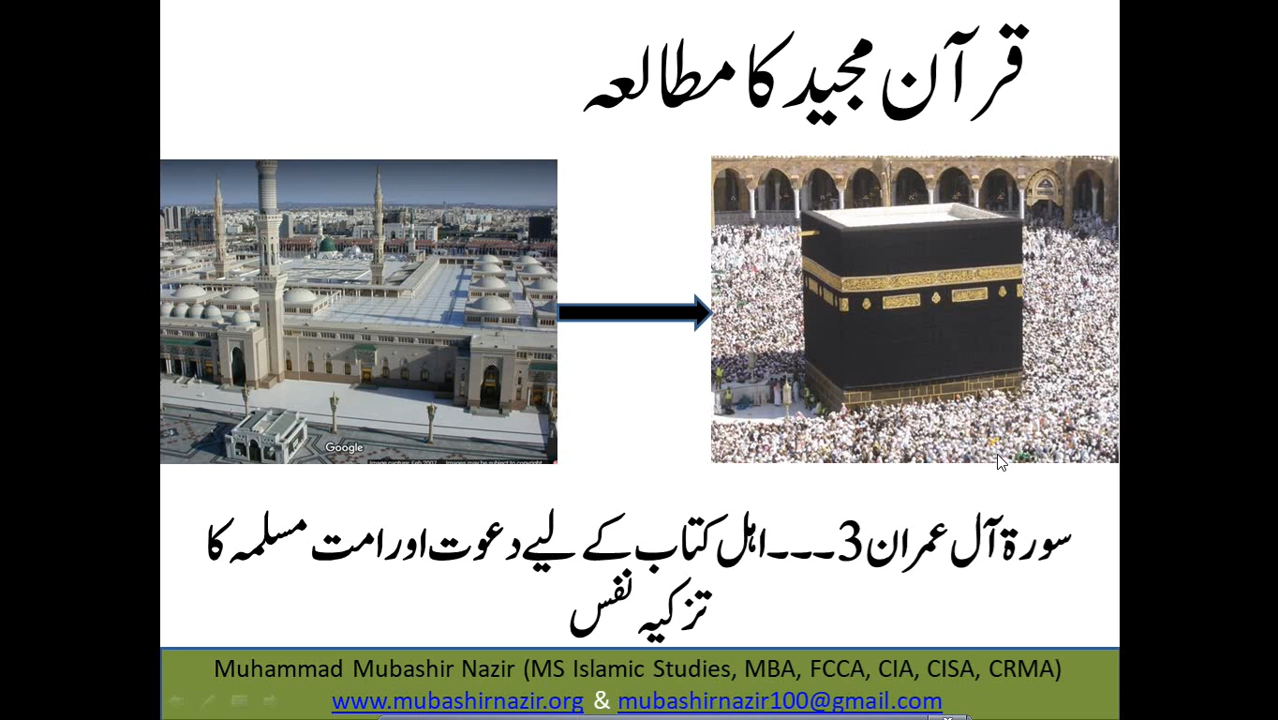 قرآن مجید کا مطالعہ
Google
سورۃ آل عمران 3۔۔۔اہل کتاب کے لیے دعوت اور امت مسلمہ کا
تزکیہ نفس
Muhammad Mubashir Nazir (MS Islamic Studies, MBA, FCCA, CIA, CISA, CRMA)
www.mubashirnazir.org & mubashirnazir100@gmail.com